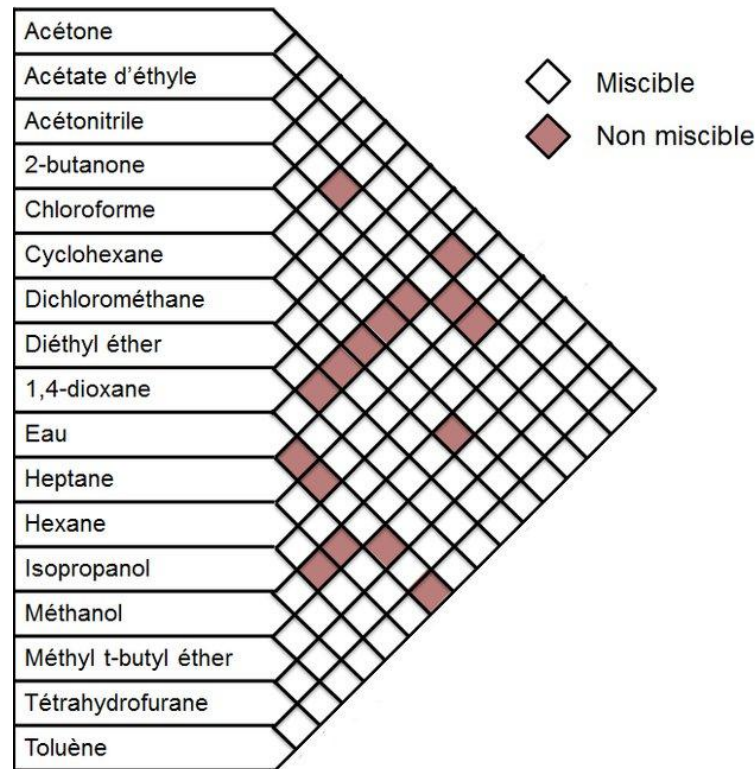 Acétone
Acétate d'éthyle
Acétonitrile
2-butanone
Chloroforme
Cyclohexane
Dichlorométhane
Diéthyl éther
1,4-dioxane
Eau
Heptane
Hexane
Isopropanol
Méthanol
Méthyl t-butyl éther
Tétrahydrofurane
Toluène
Miscible
Non miscible